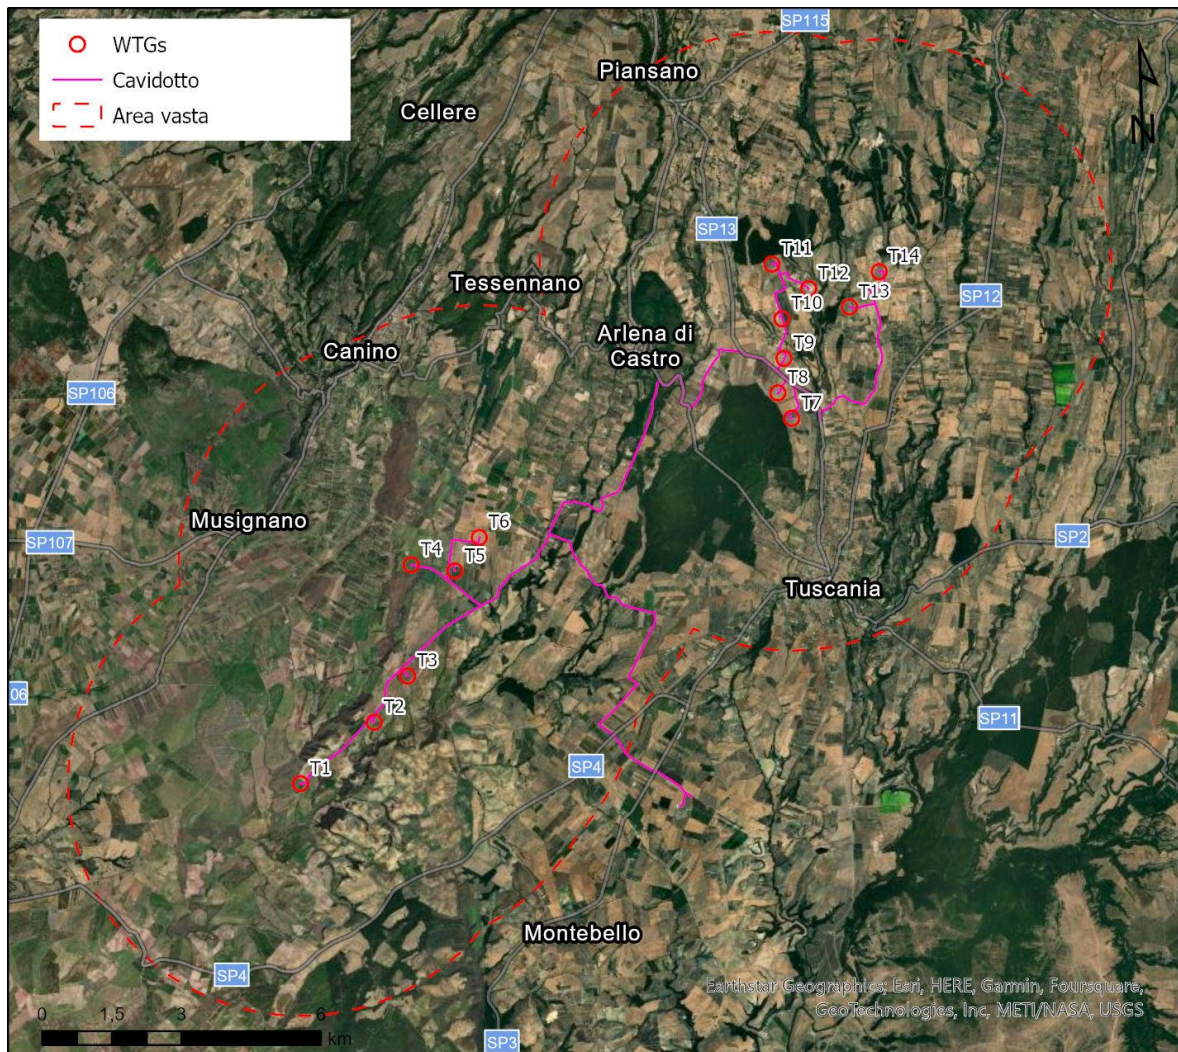 WTGs
Cavidotto
Area vasta
SP115
Piansano
Cellere
N
SP13
T11
T14
T12
Tessennano
T13
SP12
T10
Arlena di
Castro
Canino
T9
SP106
T8
T7
Musignano
T6
SP107
T4
T5
SP2
Tuscania
T3
06
T2
SP11
T1
SP4
Montebello
SP4
Earthstar Geographics, Esri, HERE, Garmin, Foursquare,
GeoTechnologies, Inc, METI/NASA, USGS
0 1,5 3 6
km
SP3